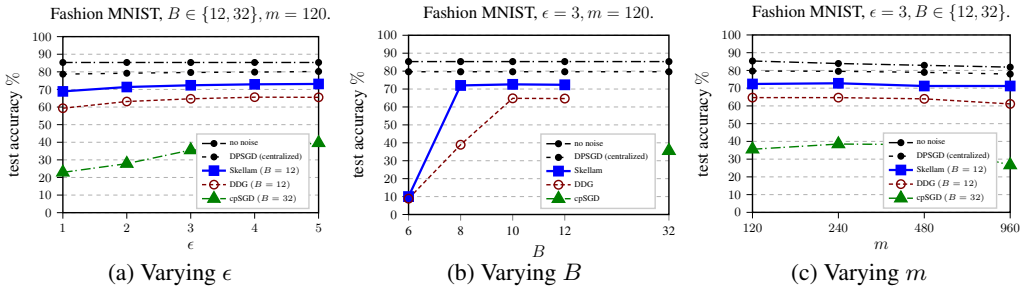 Fashion MNIST, B ∈ {12, 32}, m = 120.
test accuracy %
100
90
80
70
60
50
40
30
20
10
0
no noise
DPSGD (centralized)
Skellam (B = 12)
DDG (B = 12)
cpSGD (B = 32)
1 2 3 4 5
ϵ
(a) Varying ϵ
Fashion MNIST, ϵ = 3, m = 120.
test accuracy %
100
90
80
70
60
50
40
30
20
10
0
no noise
DPSGD (centralized)
Skellam
DDG
cpSGD
6 8 10 12 32
B
(b) Varying B
Fashion MNIST, ϵ = 3, B ∈ {12, 32}.
test accuracy %
100
90
80
70
60
50
40
30
20
10
0
no noise
DPSGD (centralized)
Skellam (B = 12)
DDG (B = 12)
cpSGD (B = 32)
120 240 480 960
m
(c) Varying m